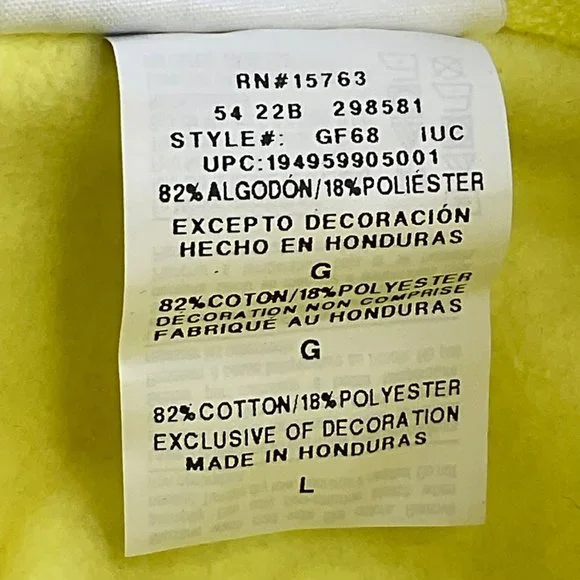 RN#15763
54 22B 298581
STYLE#: GF68 IUC
UPC:194959905001
82% ALGODÓN/18%POLIÉSTER
EXCEPTO DECORACIÓN
HECHO EN HONDURAS
G
82%COTON/18%POLYESTER
DÉCORATION NON COMPRISE
FABRIQUÉ AU HONDURAS
G
82%COTTON/18%POLYESTER
EXCLUSIVE OF DECORATION
MADE IN HONDURAS
L